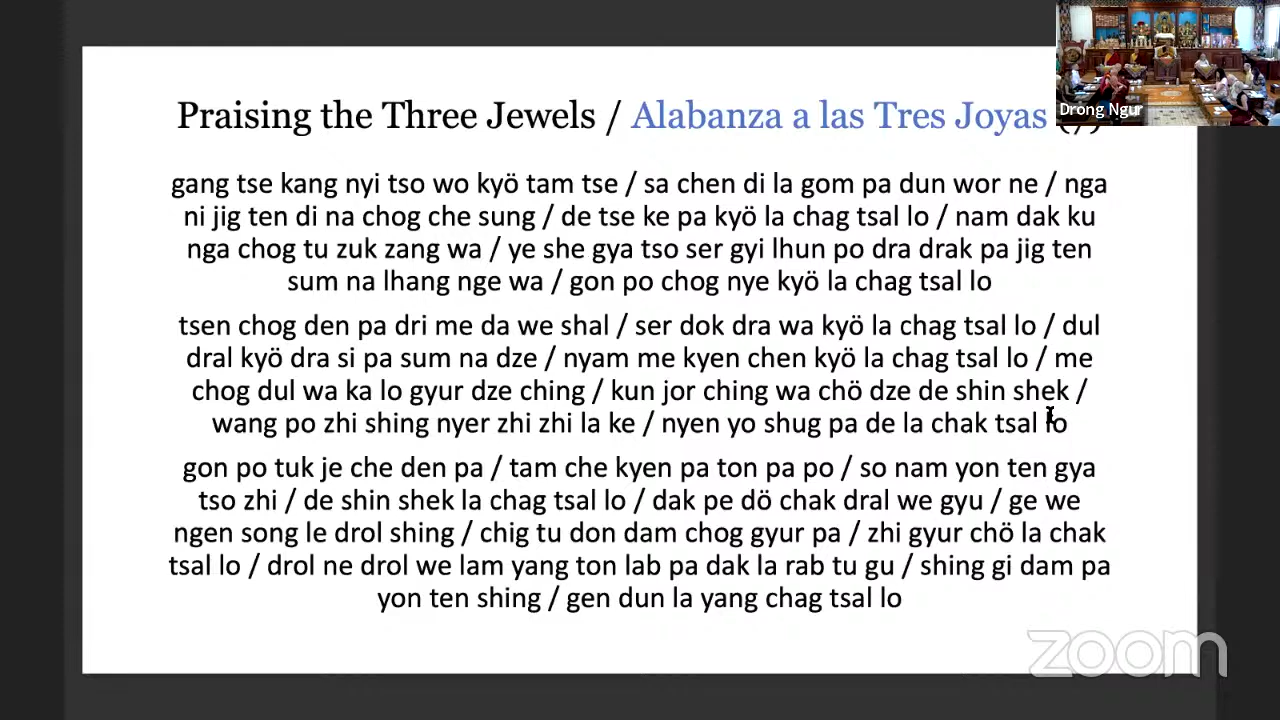 Praising the Three Jewels / Alabanza a las Tres Joyas
Drong Ngur
gang tse kang nyi tso wo kyö tam tse / sa chen di la gom pa dun wor ne / nga
ni jig ten di na chog che sung / de tse ke pa kyö la chag tsal lo / nam dak ku
nga chog tu zuk zang wa / ye she gya tso ser gyi lhun po dra drak pa jig ten
sum na lhang nge wa / gon po chog nye kyö la chag tsal lo
tsen chog den pa dri me da we shal / ser dok dra wa kyö la chag tsal lo / dul
dral kyö dra si pa sum na dze / nyam me kyen chen kyö la chag tsal lo / me
chog dul wa ka lo gyur dze ching / kun jor ching wa chö dze de shin shek /
wang po zhi shing nyer zhi zhi la ke / nyen yo shug pa de la chak tsal lo
gon po tuk je che den pa / tam che kyen pa ton pa po / so nam yon ten gya
tso zhi / de shin shek la chag tsal lo / dak pe dö chak dral we gyu / ge we
ngen song le drol shing / chig tu don dam chog gyur pa / zhi gyur chö la chak
tsal lo / drol ne drol we lam yang ton lab pa dak la rab tu gu / shing gi dam pa
yon ten shing / gen dun la yang chag tsal lo
zoom